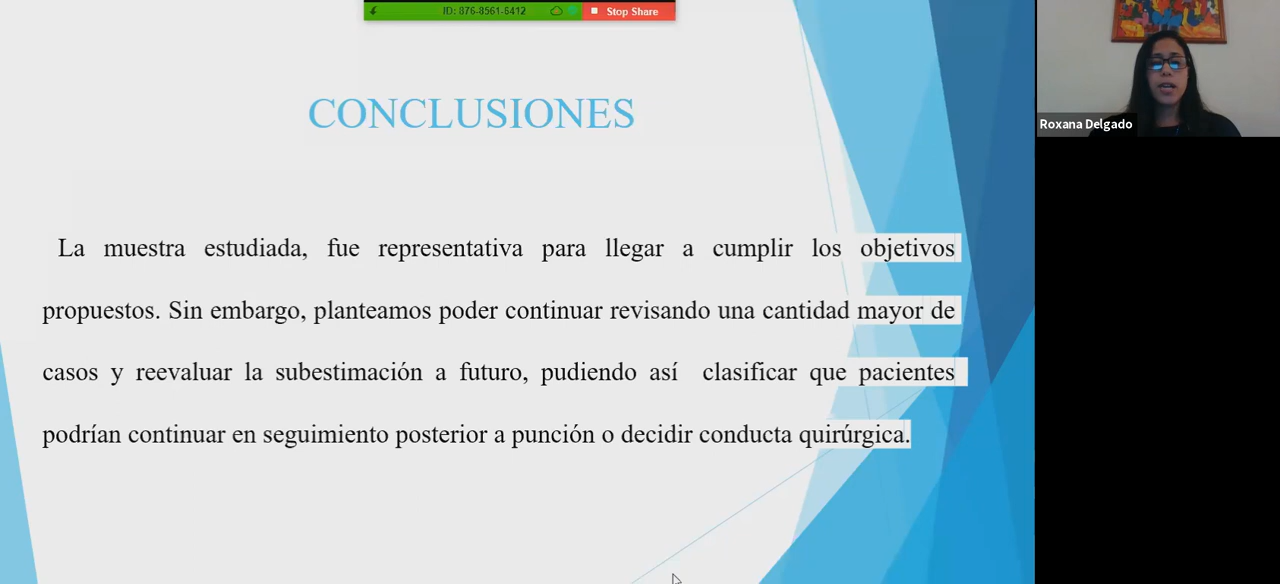 ID: 876-8561-6412
Stop Share
CONCLUSIONES
La muestra estudiada, fue representativa para llegar a cumplir los objetivos
propuestos. Sin embargo, planteamos poder continuar revisando una cantidad mayor de
casos y reevaluar la subestimación a futuro, pudiendo así clasificar que pacientes
podrían continuar en seguimiento posterior a punción o decidir conducta quirúrgica.
Roxana Delgado